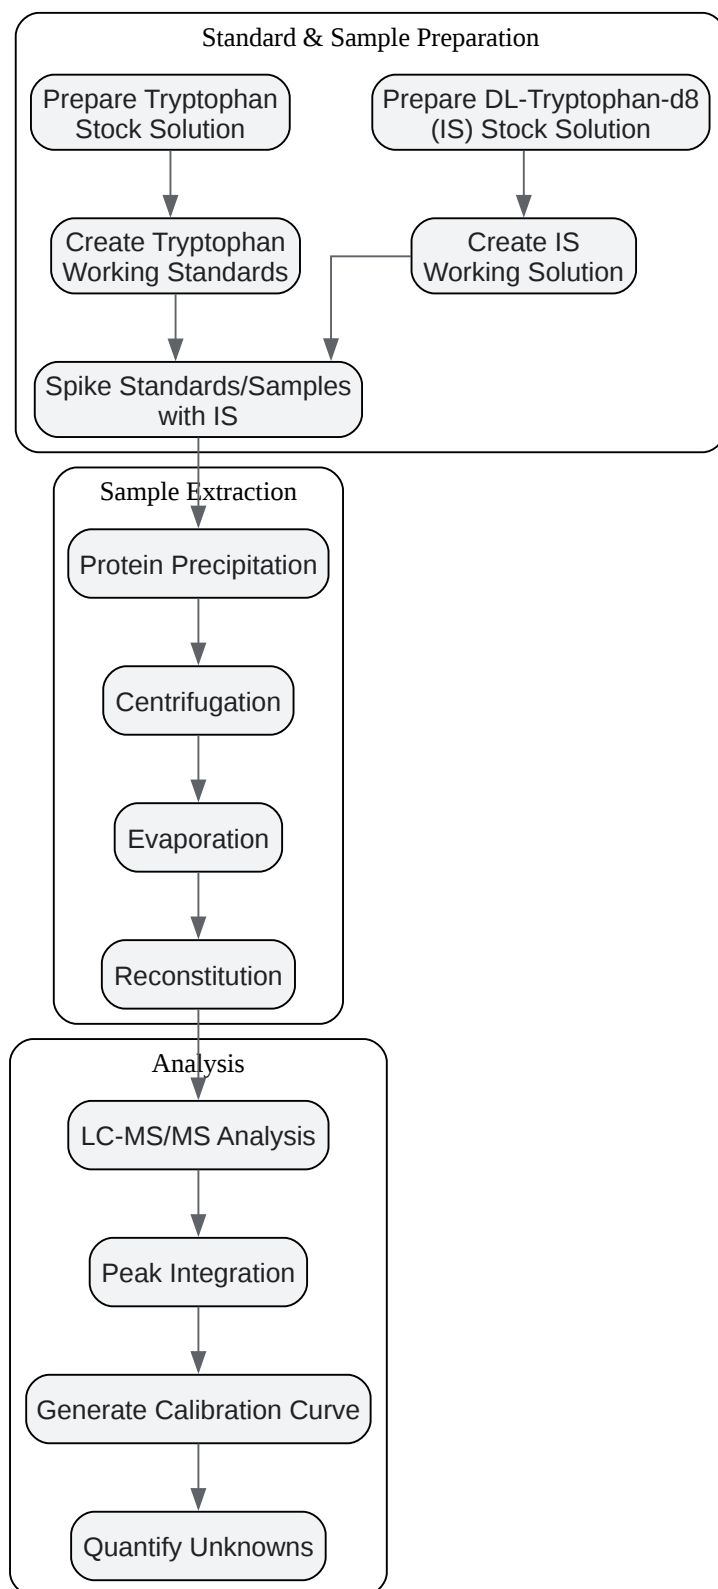 Standard & Sample Preparation
Prepare Tryptophan
Stock Solution
Prepare DL-Tryptophan-d8
(IS) Stock Solution
Create Tryptophan
Working Standards
Create IS
Working Solution
Spike Standards/Samples
with IS
Sample Extraction
Protein Precipitation
Centrifugation
Evaporation
Reconstitution
Analysis
LC-MS/MS Analysis
Peak Integration
Generate Calibration Curve
Quantify Unknowns